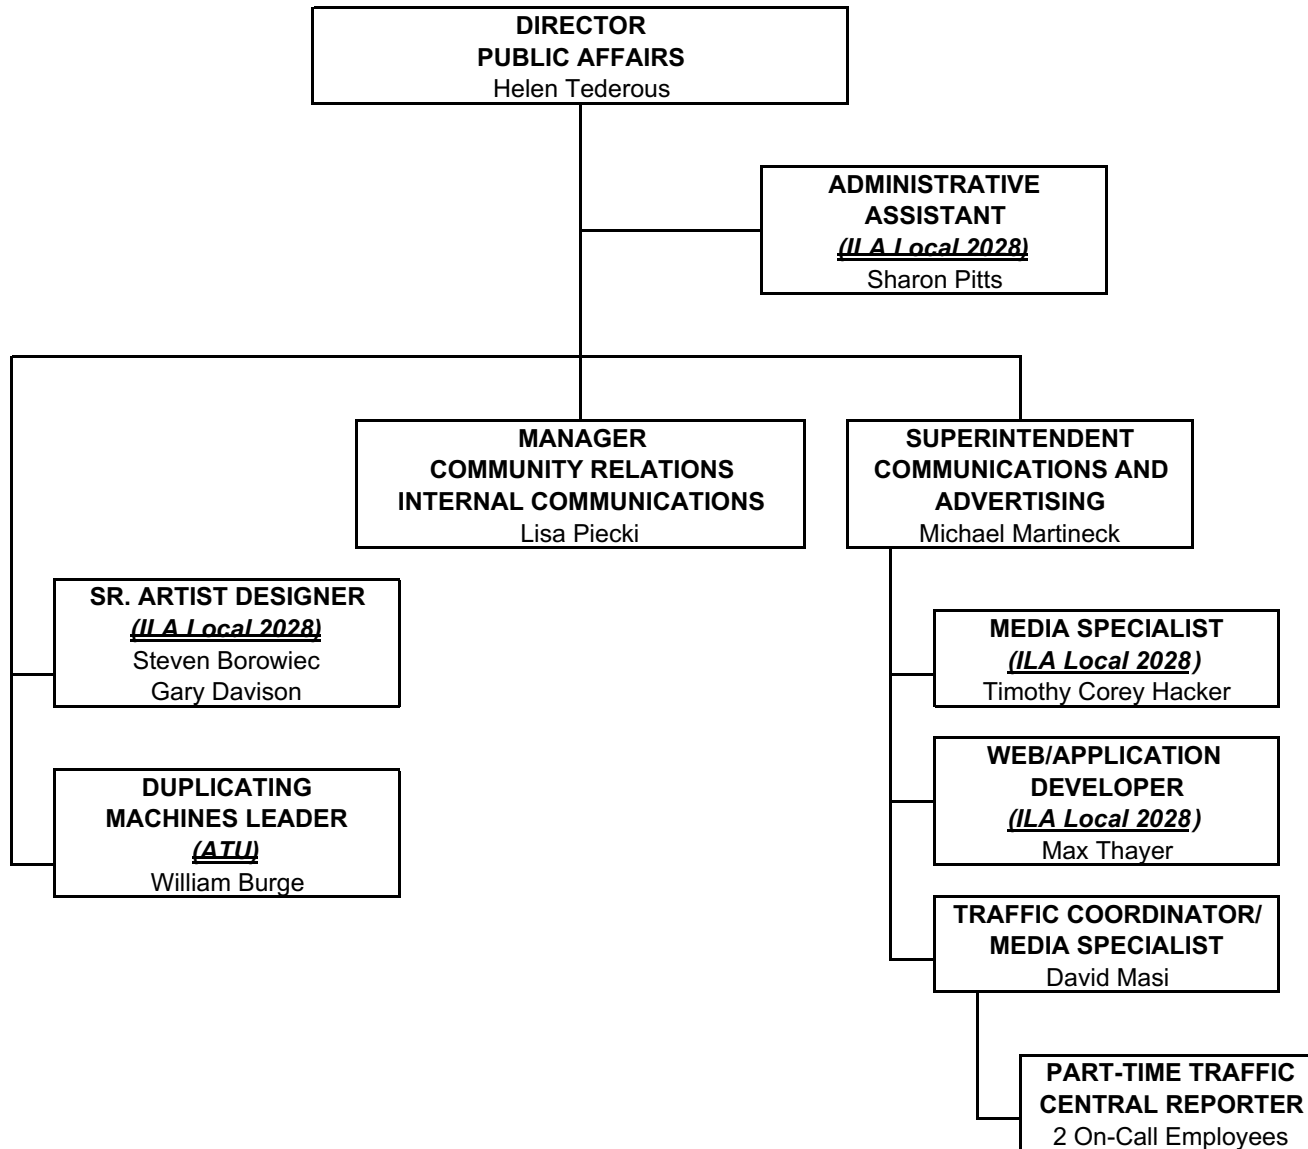 DIRECTOR
PUBLIC AFFAIRS
Helen Tederous
ADMINISTRATIVE
ASSISTANT
(ILA Local 2028)
Sharon Pitts
MANAGER
COMMUNITY RELATIONS
INTERNAL COMMUNICATIONS
Lisa Piecki
SUPERINTENDENT
COMMUNICATIONS AND
ADVERTISING
Michael Martineck
SR. ARTIST DESIGNER
(ILA Local 2028)
Steven Borowiec
Gary Davison
DUPLICATING
MACHINES LEADER
(ATU)
William Burge
MEDIA SPECIALIST
(ILA Local 2028)
Timothy Corey Hacker
WEB/APPLICATION
DEVELOPER
(ILA Local 2028)
Max Thayer
TRAFFIC COORDINATOR/
MEDIA SPECIALIST
David Masi
PART-TIME TRAFFIC
CENTRAL REPORTER
2 On-Call Employees